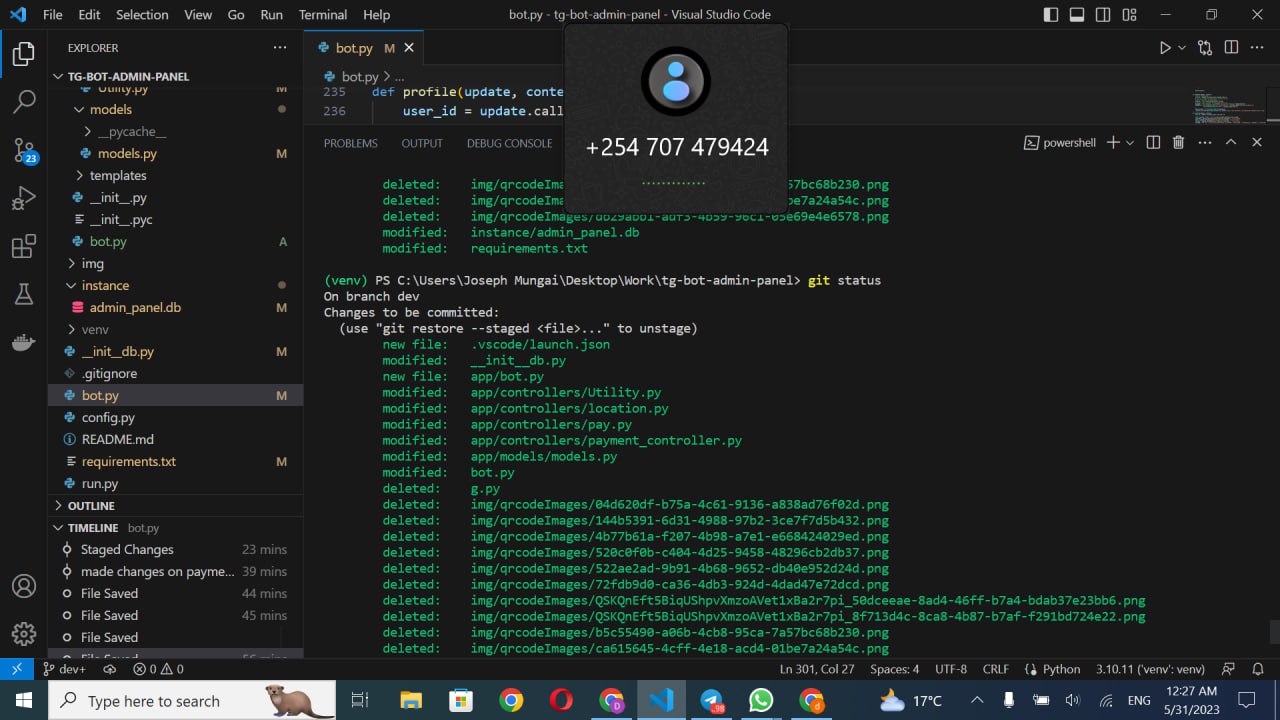 File Edit Selection View Go Run Terminal Help
bot.py - tg-bot-admin-panel - Visual Studio Code
EXPLORER
TG-BOT-ADMIN-PANEL
Utility.py M
models
__pycache__
models.py M
templates
__init__.py
__init__.pyc
bot.py A
img
instance
admin_panel.db M
venv
__init__db.py M
.gitignore
bot.py M
config.py
README.md
requirements.txt M
run.py
OUTLINE
TIMELINE bot.py
Staged Changes 23 mins
made changes on payme... 39 mins
File Saved 44 mins
File Saved 45 mins
File Saved
23
bot.py M
bot.py > ...
235 def profile(update, conte
236 user_id = update.call
+254 707 479424
PROBLEMS OUTPUT DEBUG CONSOLE
powershell
deleted: img/qrcodeIma 57bc68b230.png
deleted: img/qrcodeIma be7a24a54c.png
deleted: img/qrcodeImages/db29abb1-adf3-4b59-96c1-05e69e4e6578.png
modified: instance/admin_panel.db
modified: requirements.txt
(venv) PS C:\Users\Joseph Mungai\Desktop\Work\tg-bot-admin-panel> git status
On branch dev
Changes to be committed:
(use "git restore --staged <file>..." to unstage)
new file: .vscode/launch.json
modified: __init__db.py
new file: app/bot.py
modified: app/controllers/Utility.py
modified: app/controllers/location.py
modified: app/controllers/pay.py
modified: app/controllers/payment_controller.py
modified: app/models/models.py
modified: bot.py
deleted: g.py
deleted: img/qrcodeImages/04d620df-b75a-4c61-9136-a838ad76f02d.png
deleted: img/qrcodeImages/144b5391-6d31-4988-97b2-3ce7f7d5b432.png
deleted: img/qrcodeImages/4b77b61a-f207-4b98-a7e1-e668424029ed.png
deleted: img/qrcodeImages/520c0f0b-c404-4d25-9458-48296cb2db37.png
deleted: img/qrcodeImages/522ae2ad-9b91-4b68-9652-db40e952d24d.png
deleted: img/qrcodeImages/72fdb9d0-ca36-4db3-924d-4dad47e72dcd.png
deleted: img/qrcodeImages/QSKQnEft5BiqUShpvXmzoAVet1xBa2r7pi_50dceeae-8ad4-46ff-b7a4-bdab37e23bb6.png
deleted: img/qrcodeImages/QSKQnEft5BiqUShpvXmzoAVet1xBa2r7pi_8f713d4c-8ca8-4b87-b7af-f291bd724e22.png
deleted: img/qrcodeImages/b5c55490-a06b-4cb8-95ca-7a57bc68b230.png
deleted: img/qrcodeImages/ca615645-4cff-4e18-acd4-01be7a24a54c.png
dev+ 0 0
Ln 301, Col 27 Spaces: 4 UTF-8 CRLF Python 3.10.11 ('venv': venv)
Type here to search
98
17°C
ENG
12:27 AM
5/31/2023